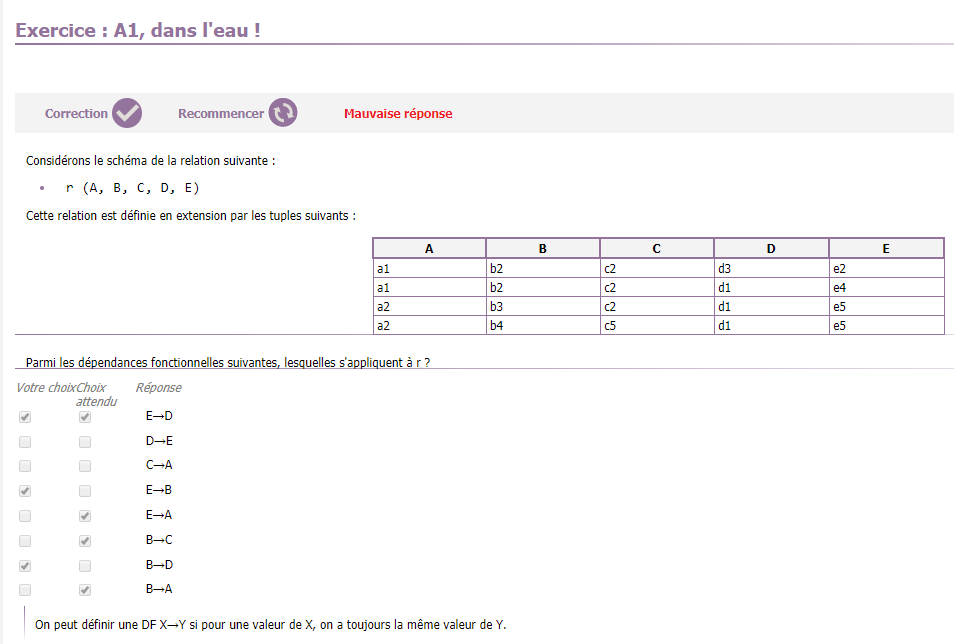 Exercice : A1, dans l'eau !
Correction Recommencer Mauvaise réponse
Considérons le schéma de la relation suivante :
• r (A, B, C, D, E)
Cette relation est définie en extension par les tuples suivants :
A B C D E
a1 b2 c2 d3 e2
a1 b2 c2 d1 e4
a2 b3 c2 d1 e5
a2 b4 c5 d1 e5
Parmi les dépendances fonctionnelles suivantes, lesquelles s'appliquent à r ?
Votre choix Choix attendu Réponse
E→D
D→E
C→A
E→B
E→A
B→C
B→D
B→A
On peut définir une DF X→Y si pour une valeur de X, on a toujours la même valeur de Y.